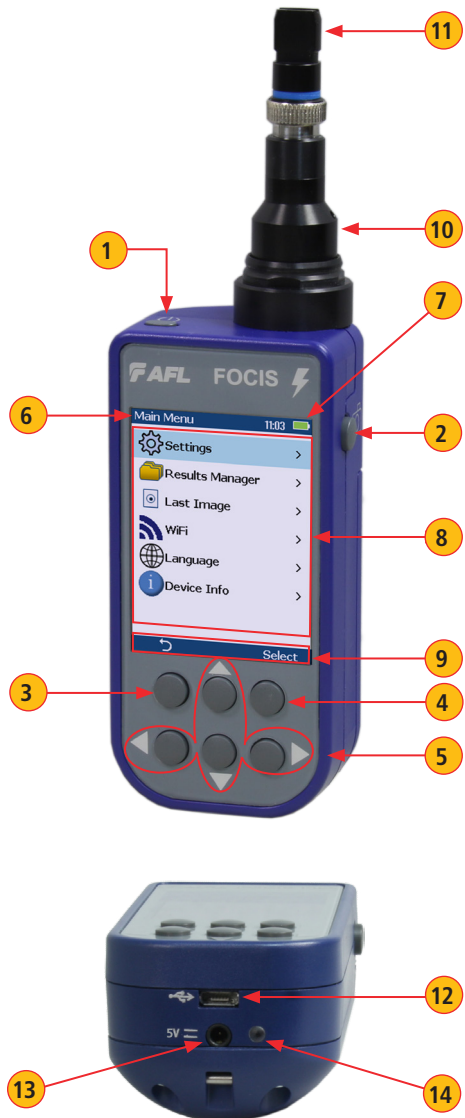 11
10
1
7
AFL FOCIS
6
Main Menu 11:03
2
Settings >
Results Manager >
Last Image >
WiFi >
8
Language >
i Device Info >
Select
9
3
4
5
12
5V
13
14